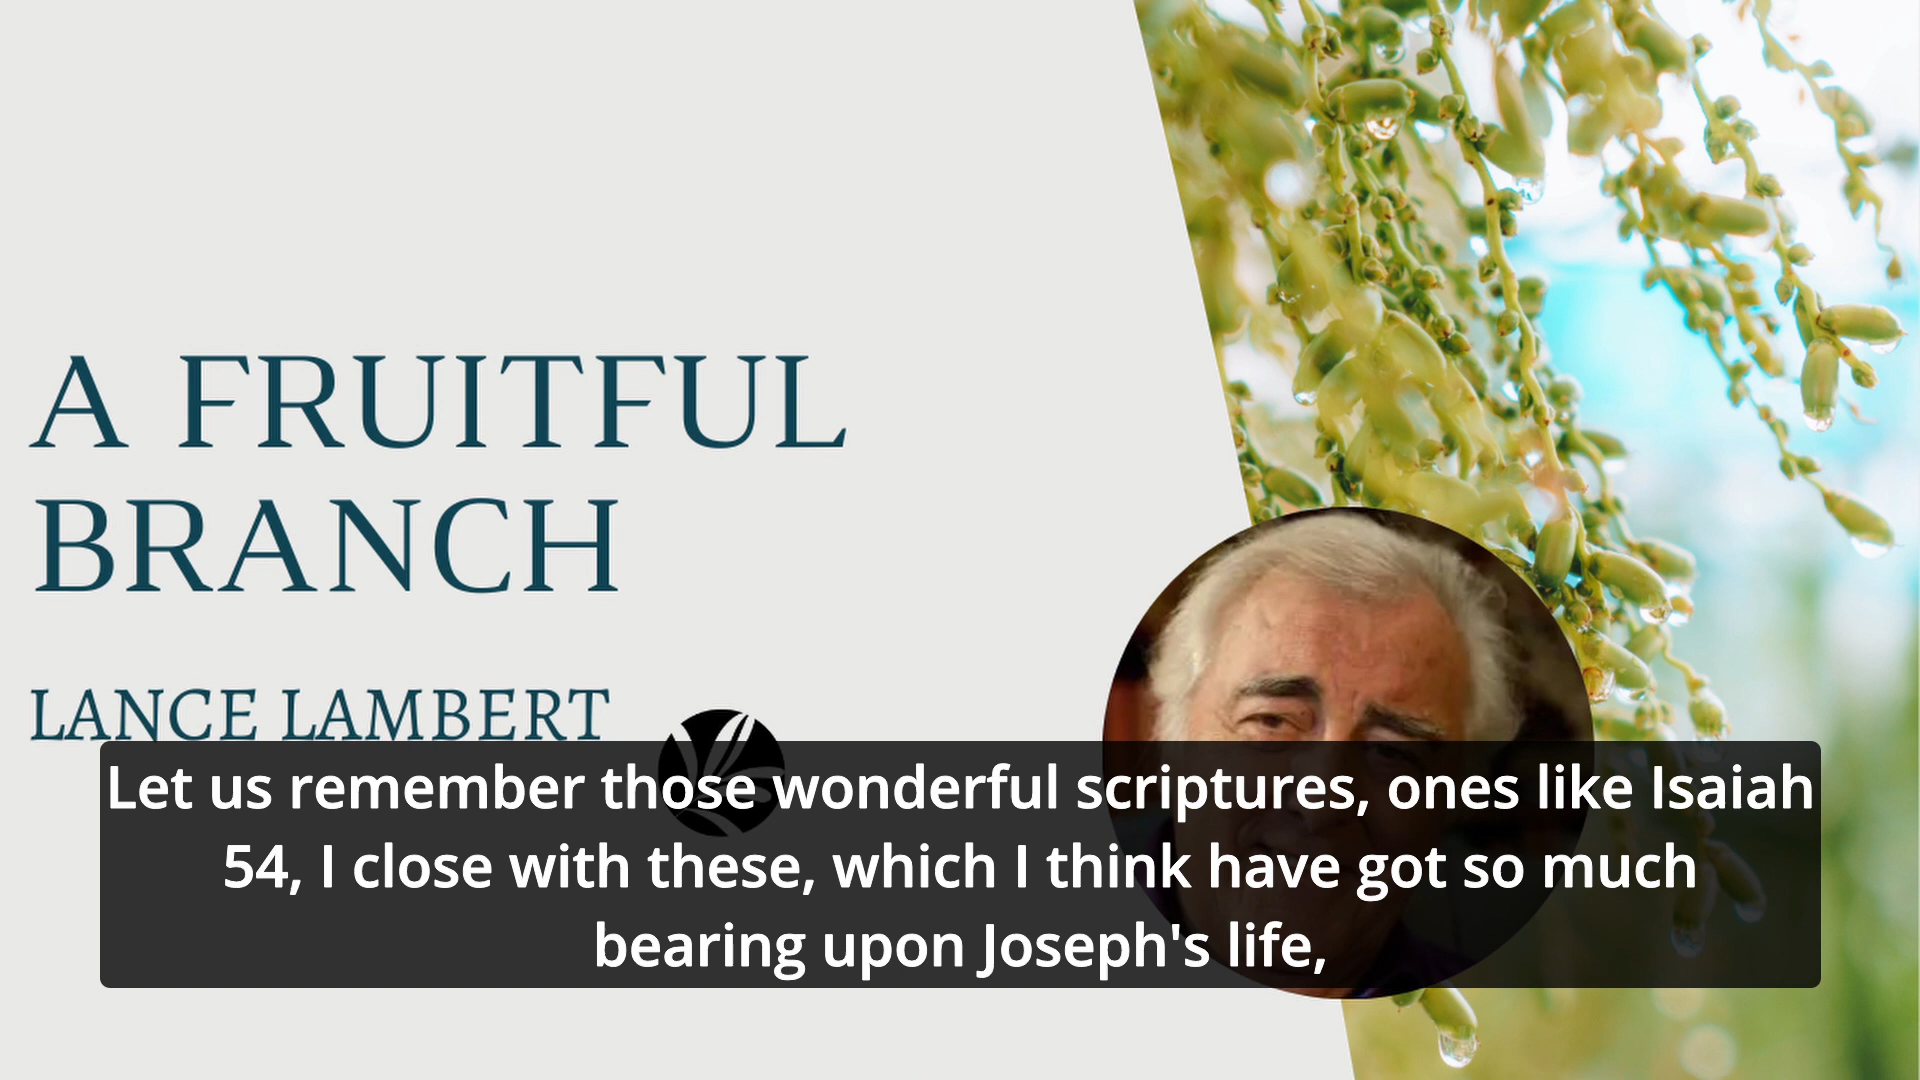 A FRUITFUL
BRANCH
LANCE LAMBERT
Let us remember those wonderful scriptures, ones like Isaiah
54, I close with these, which I think have got so much
bearing upon Joseph's life,